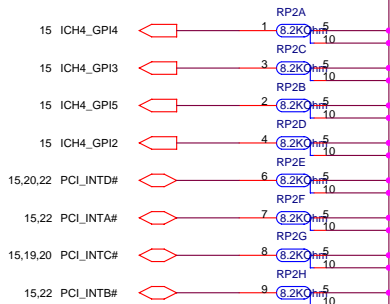 RP2A
15 ICH4_GPI4 1 8.2KOhm 5
10
RP2C
15 ICH4_GPI3 3 8.2KOhm 5
10
RP2B
15 ICH4_GPI5 2 8.2KOhm 5
10
RP2D
15 ICH4_GPI2 4 8.2KOhm 5
10
RP2E
15,20,22 PCI_INTD# 6 8.2KOhm 5
10
RP2F
15,22 PCI_INTA# 7 8.2KOhm 5
10
RP2G
15,19,20 PCI_INTC# 8 8.2KOhm 5
10
RP2H
15,22 PCI_INTB# 9 8.2KOhm 5
10